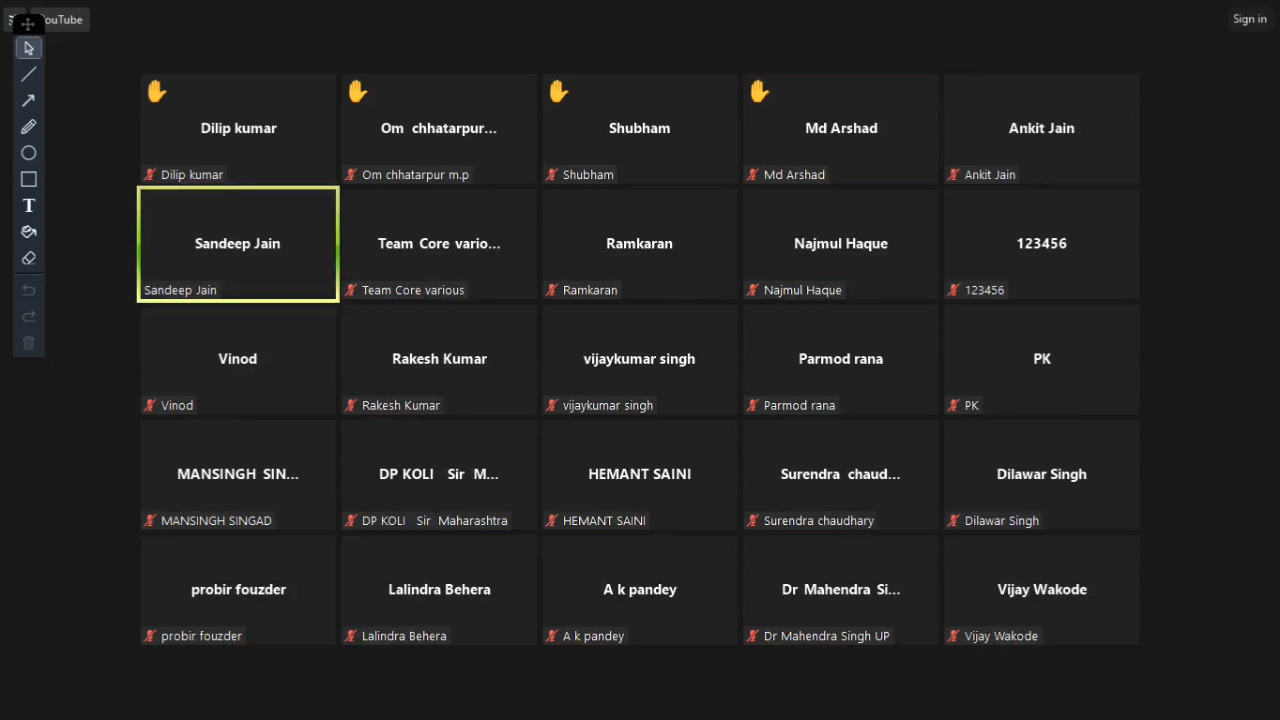 YouTube
Sign in
Dilip kumar
Om chhatarpur...
Shubham
Md Arshad
Ankit Jain
Dilip kumar
Om chhatarpur m.p
Shubham
Md Arshad
Ankit Jain
Sandeep Jain
Team Core vario...
Ramkaran
Najmul Haque
123456
Sandeep Jain
Team Core various
Ramkaran
Najmul Haque
123456
Vinod
Rakesh Kumar
vijaykumar singh
Parmod rana
PK
Vinod
Rakesh Kumar
vijaykumar singh
Parmod rana
PK
MANSINGH SIN...
DP KOLI Sir M...
HEMANT SAINI
Surendra chaud...
Dilawar Singh
MANSINGH SINGAD
DP KOLI Sir Maharashtra
HEMANT SAINI
Surendra chaudhary
Dilawar Singh
probir fouzder
Lalindra Behera
A k pandey
Dr Mahendra Si...
Vijay Wakode
probir fouzder
Lalindra Behera
A k pandey
Dr Mahendra Singh UP
Vijay Wakode
T